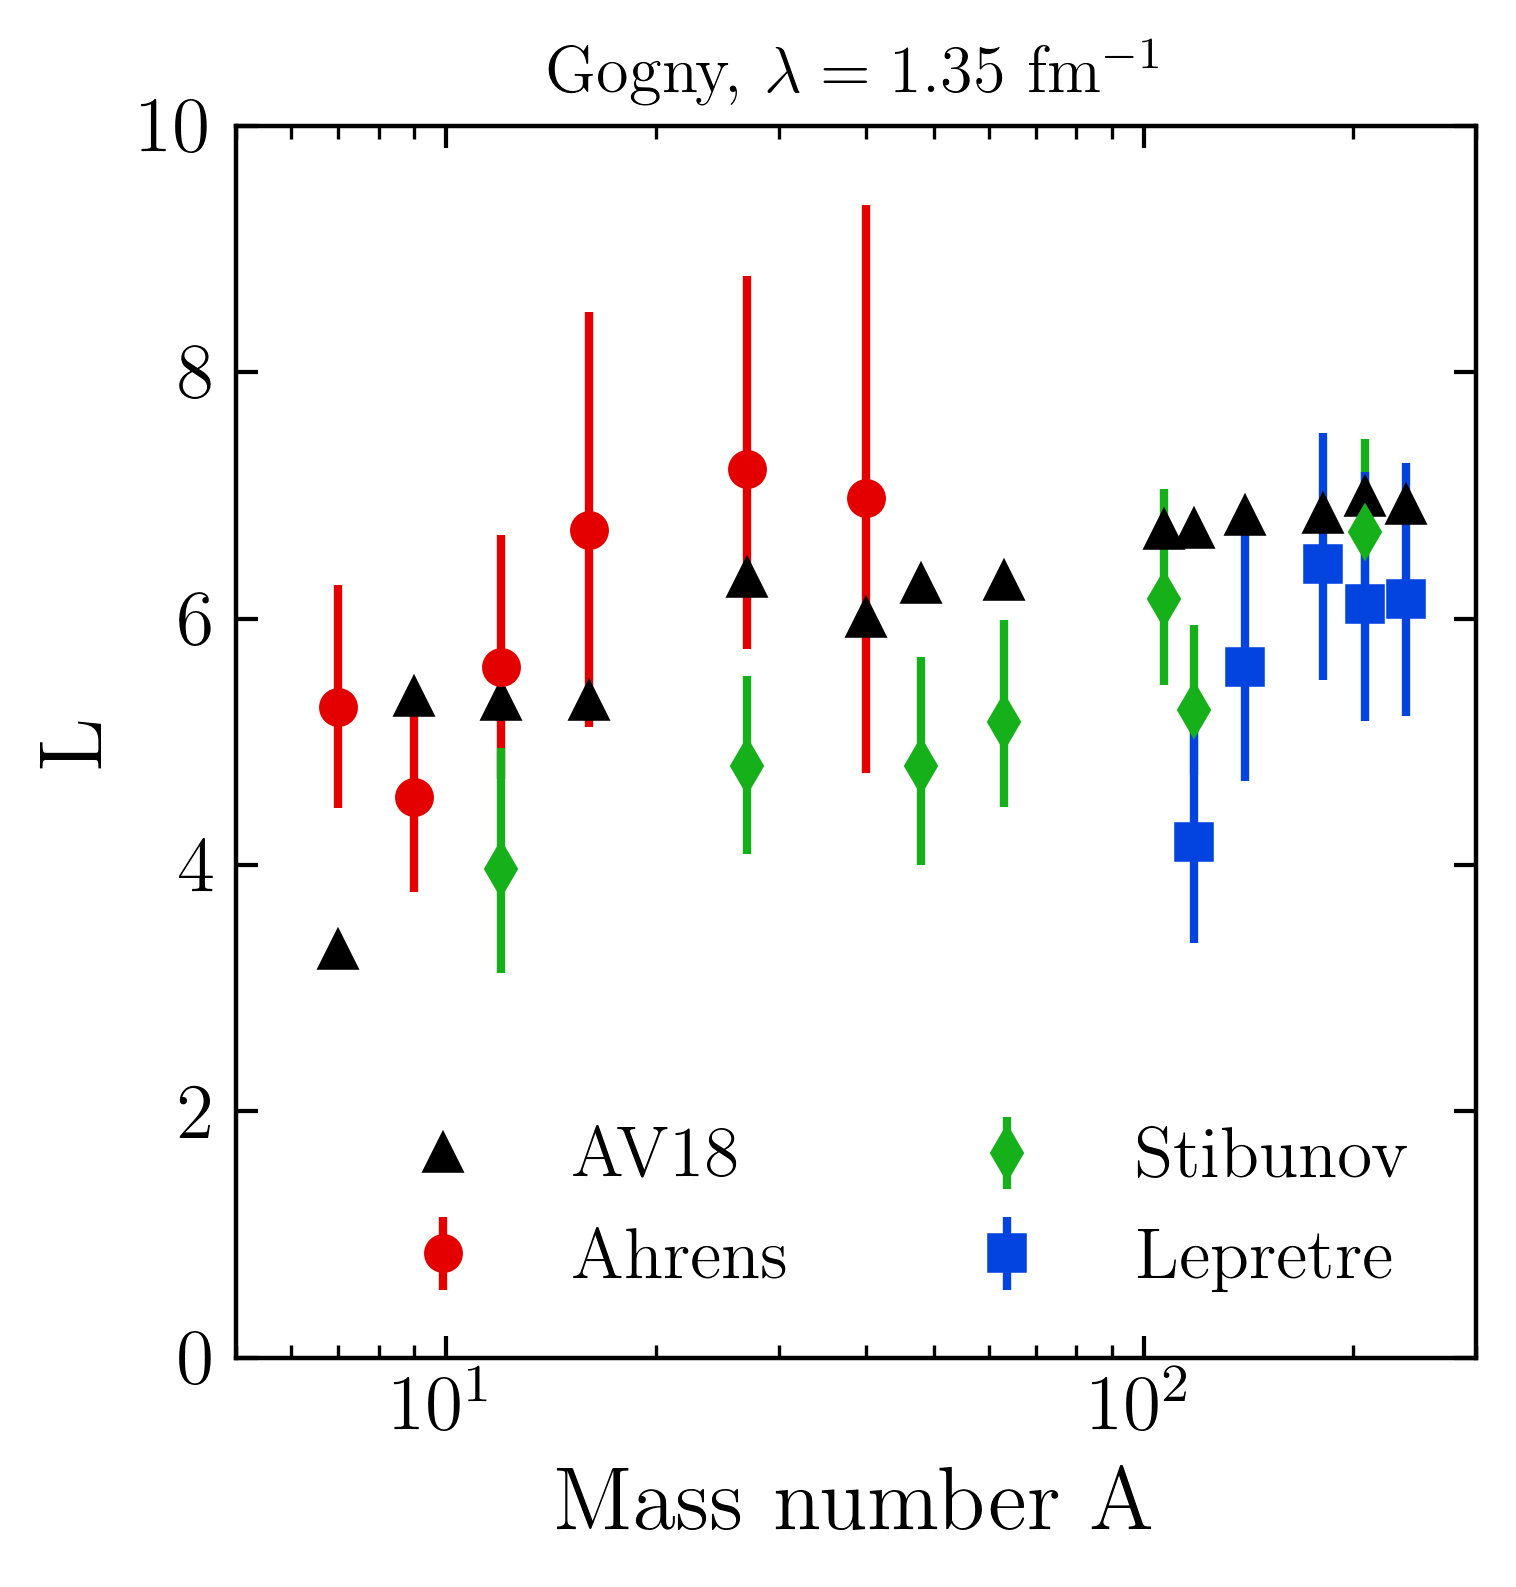 Gogny, λ = 1.35 fm⁻¹
10
8
6
4
2
0
L
AV18
Ahrens
Stibunov
Lepretre
10¹
10²
Mass number A